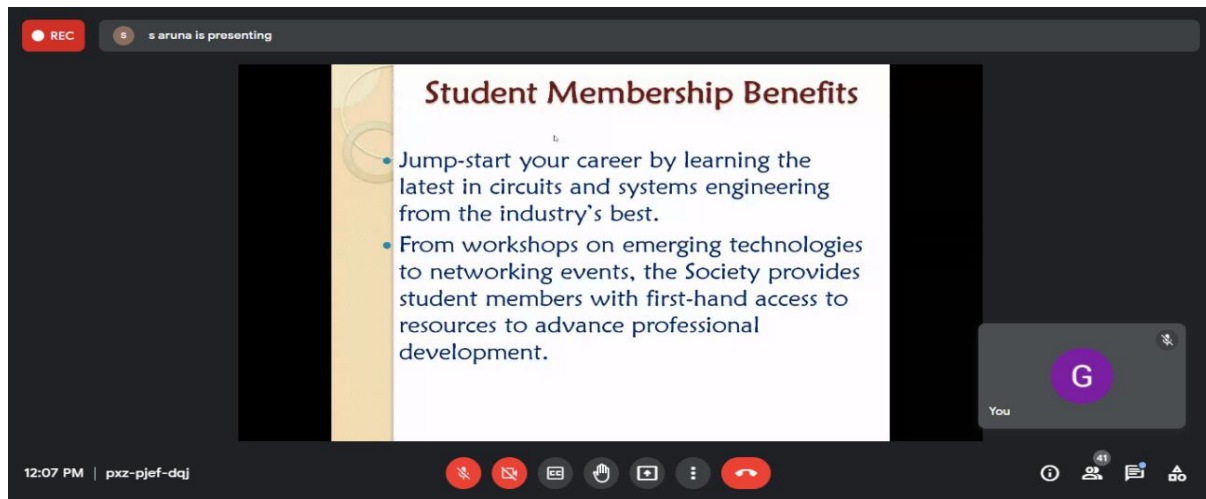 REC
s
s aruna is presenting
Student Membership Benefits
• Jump-start your career by learning the
latest in circuits and systems engineering
from the industry's best.
• From workshops on emerging technologies
to networking events, the Society provides
student members with first-hand access to
resources to advance professional
development.
G
You
12:07 PM | pxz-pjef-dqj
CC
41